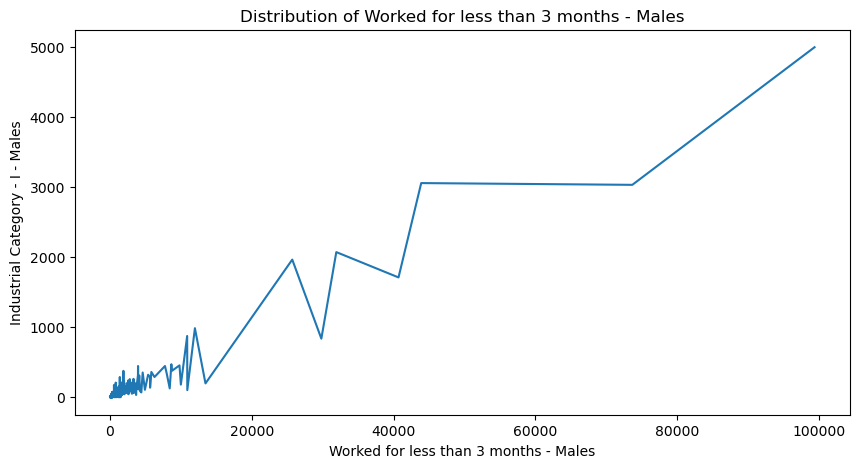 Distribution of Worked for less than 3 months - Males
5000
4000
3000
2000
1000
0
Industrial Category - I - Males
0 20000 40000 60000 80000 100000
Worked for less than 3 months - Males